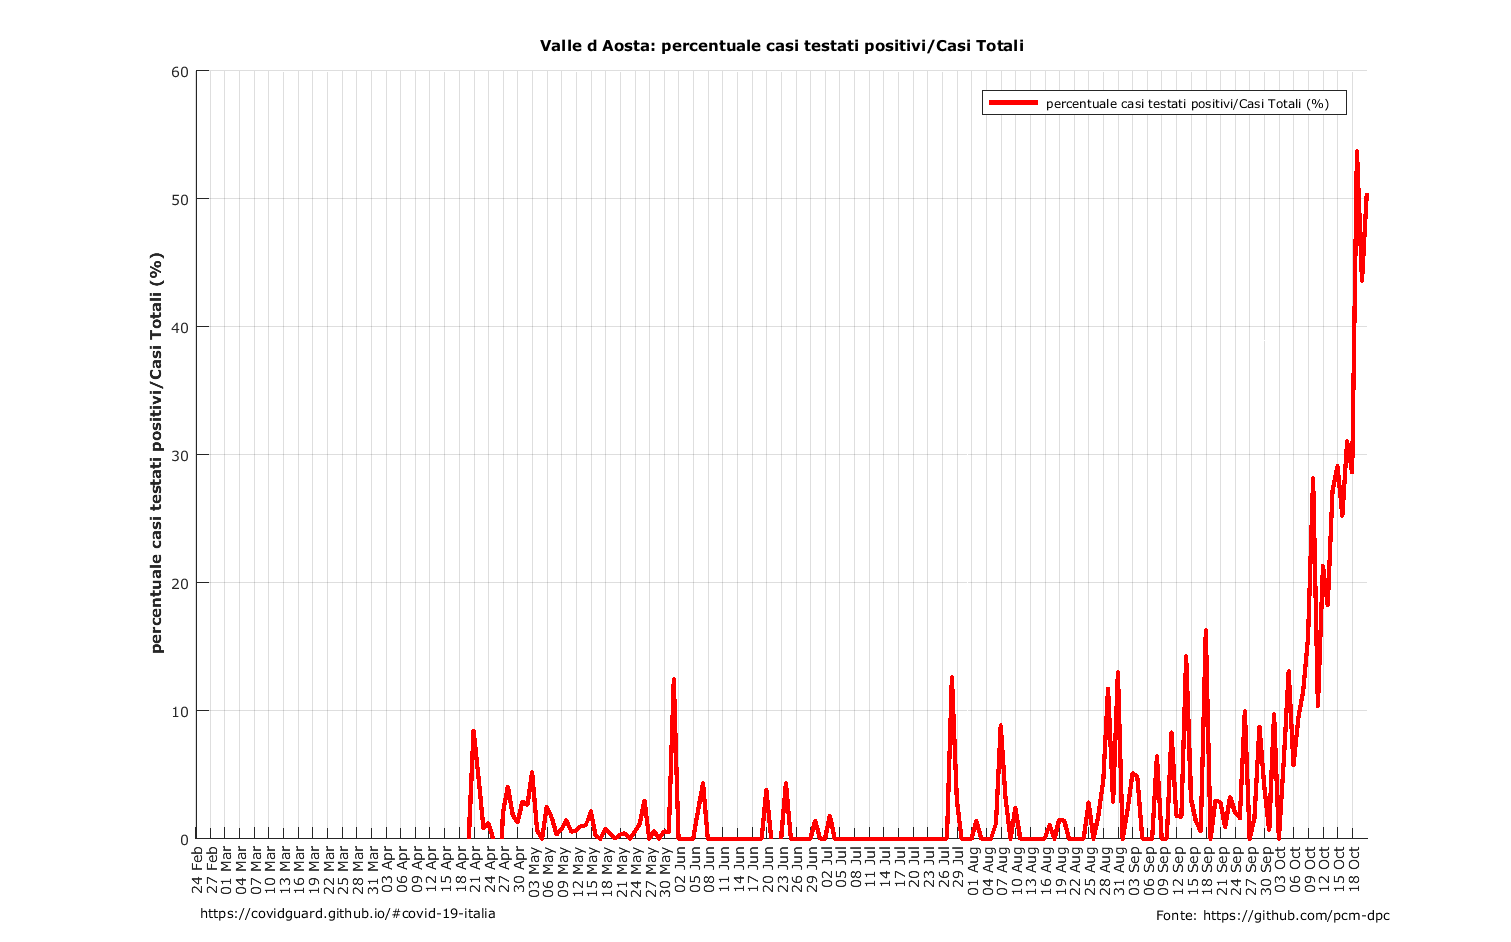 Valle d Aosta: percentuale casi testati positivi/Casi Totali
percentuale casi testati positivi/Casi Totali (%)
percentuale casi testati positivi/Casi Totali (%)
60
50
40
30
20
10
0
24 Feb
27 Feb
01 Mar
04 Mar
07 Mar
10 Mar
13 Mar
16 Mar
19 Mar
22 Mar
25 Mar
28 Mar
31 Mar
03 Apr
06 Apr
09 Apr
12 Apr
15 Apr
18 Apr
21 Apr
24 Apr
27 Apr
30 Apr
03 May
06 May
09 May
12 May
15 May
18 May
21 May
24 May
27 May
30 May
02 Jun
05 Jun
08 Jun
11 Jun
14 Jun
17 Jun
20 Jun
23 Jun
26 Jun
29 Jun
02 Jul
05 Jul
08 Jul
11 Jul
14 Jul
17 Jul
20 Jul
23 Jul
26 Jul
29 Jul
01 Aug
04 Aug
07 Aug
10 Aug
13 Aug
16 Aug
19 Aug
22 Aug
25 Aug
28 Aug
31 Aug
03 Sep
06 Sep
09 Sep
12 Sep
15 Sep
18 Sep
21 Sep
24 Sep
27 Sep
30 Sep
03 Oct
06 Oct
09 Oct
12 Oct
15 Oct
18 Oct
https://covidguard.github.io/#covid-19-italia
Fonte: https://github.com/pcm-dpc